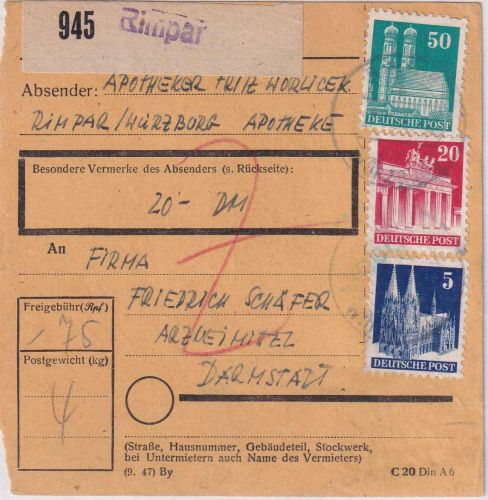 945 Rimpar
50
DEUTSCHE POST
Absender: APOTHEKER FRITZ WORLICEK
RIMPAR/WÜRZBURG APOTHEKE
20
DEUTSCHE POST
Besondere Vermerke des Absenders (s. Rückseite):
20.- DM
An FIRMA
5
DEUTSCHE POST
FRIEDRICH SCHÄFER
ARZNEIMITEL
DARMSTADT.
Freigebühr (Rpf)
75
Postgewicht (kg)
4
(Straße, Hausnummer, Gebäudeteil, Stockwerk,
bei Untermietern auch Name des Vermieters)
(9. 47) By C 20 Din A 6